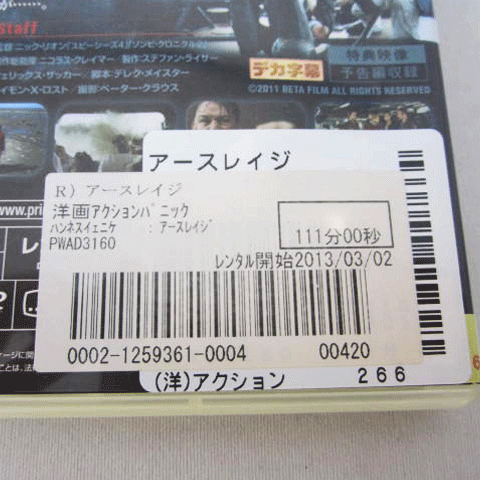 Staff
ニック・リオン「スピーシーズ4」「ゾンビ・クロニクル2」
ニコラス・クレイマー 製作:ステファン・ライザー
ェリックス・ザッカー 脚本:デレク・メイスター
イモン・X・ロスト 撮影:ペーター・クラウス
デカ字幕
特典映像
予告編収録
©2011 BETA FILM ALL RIGHTS RESERVED
アースレイジ
R) アースレイジ
洋画アクションパニック
ハンネスイェニケ : アースレイジ
PWAD3160
111分00秒
レンタル開始2013/03/02
0002-1259361-0004 00420
(洋)アクション 266
www.pri